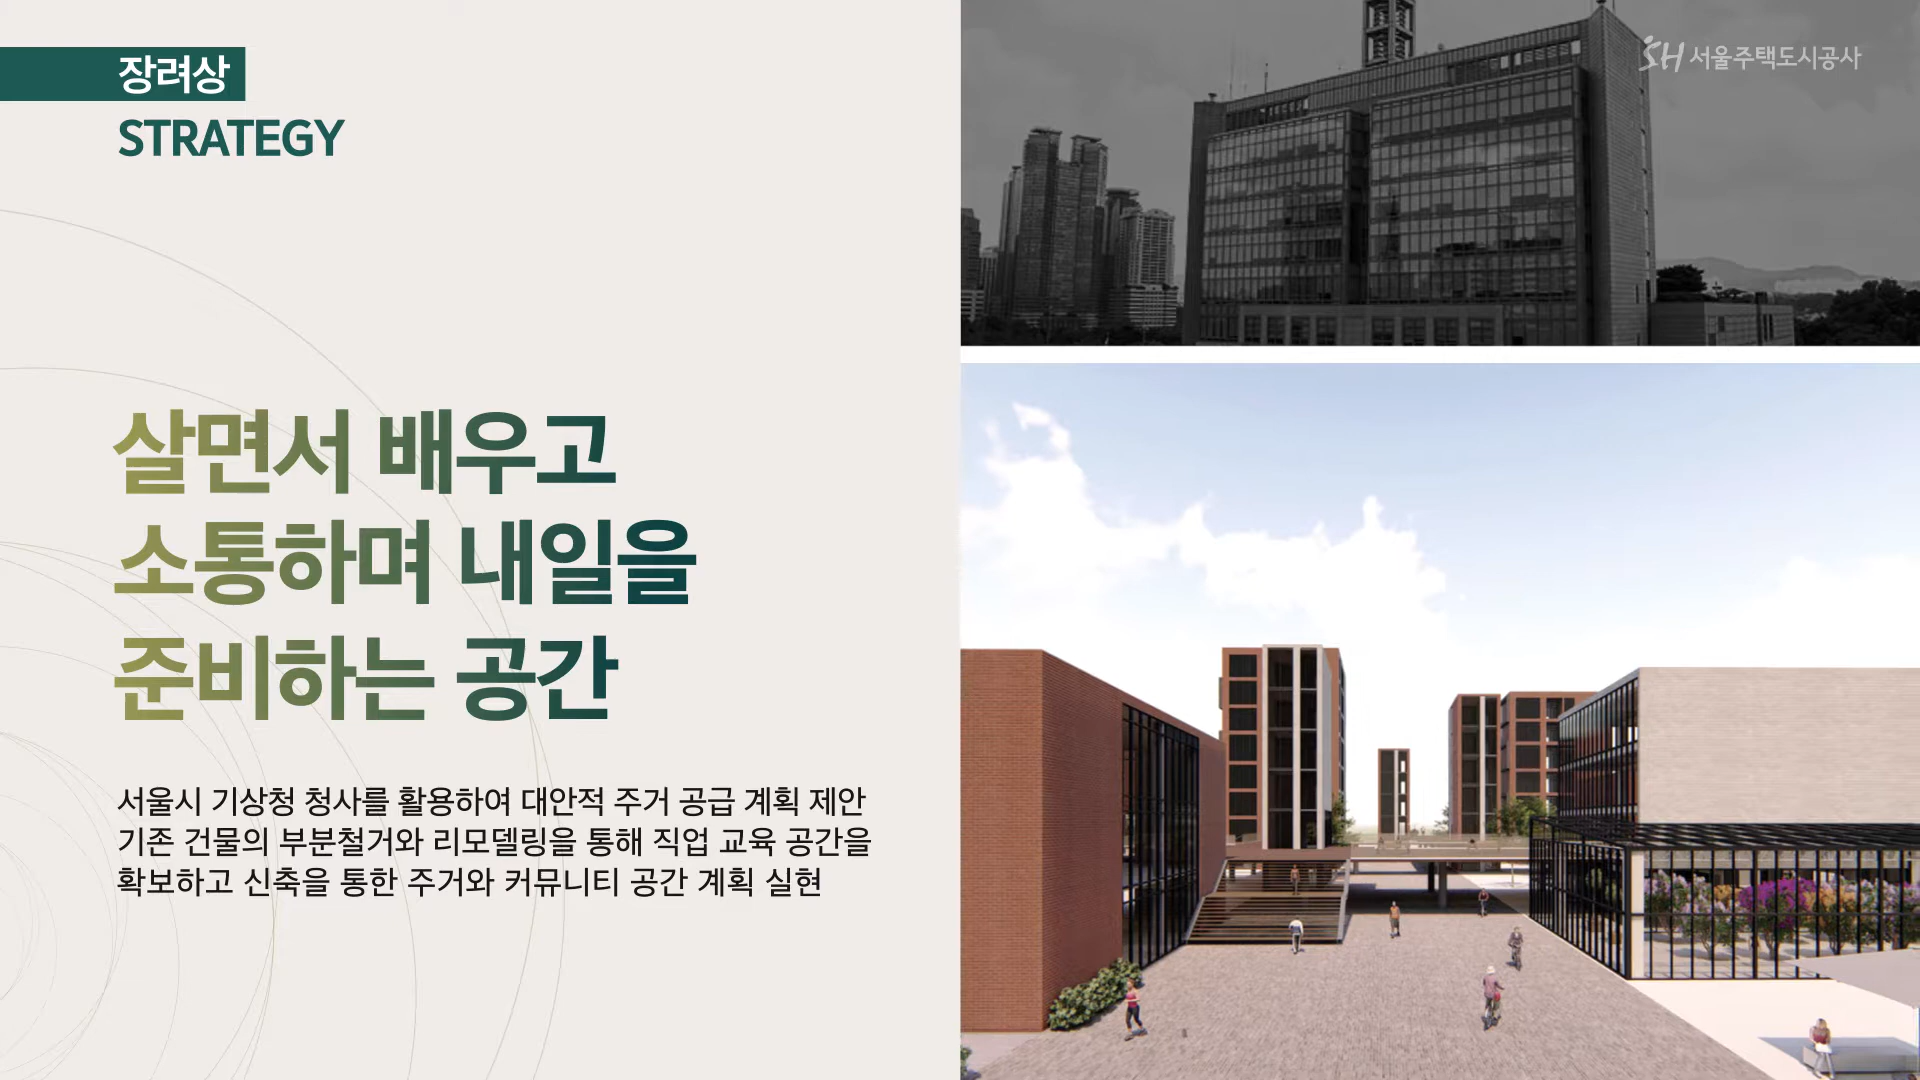 장려상
STRATEGY
SH 서울주택도시공사
살면서 배우고
소통하며 내일을
준비하는 공간
서울시 기상청 청사를 활용하여 대안적 주거 공급 계획 제안
기존 건물의 부분철거와 리모델링을 통해 직업 교육 공간을
확보하고 신축을 통한 주거와 커뮤니티 공간 계획 실현